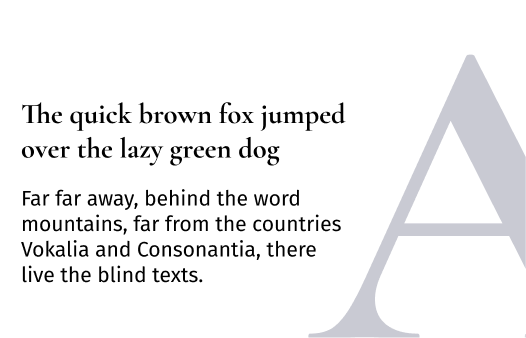 The quick brown fox jumped
over the lazy green dog
Far far away, behind the word
mountains, far from the countries
Vokalia and Consonantia, there
live the blind texts.
A